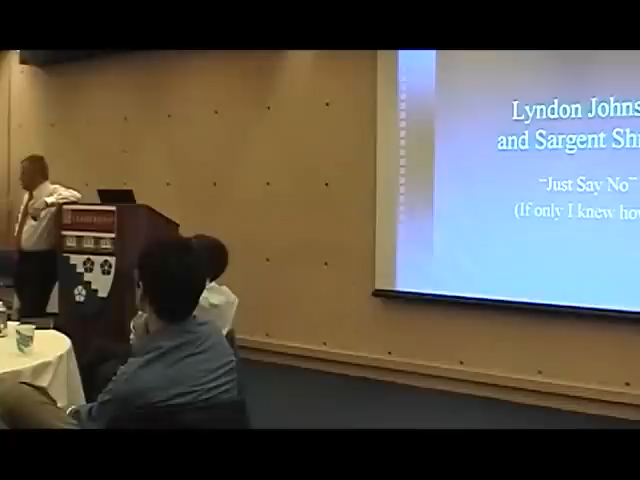 Lyndon Johns
and Sargent Shr
"Just Say No"
(If only I knew how